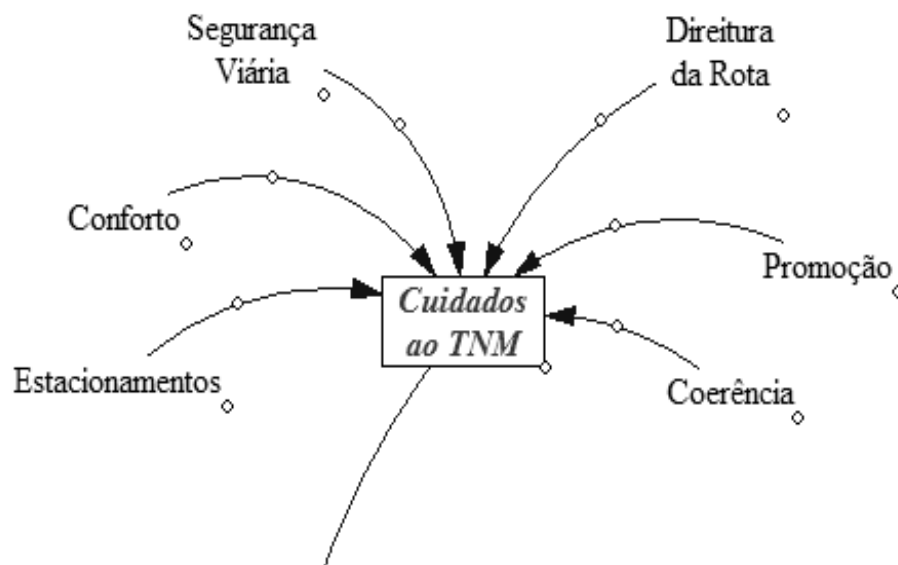 Segurança
Viária
Direitura
da Rota
Conforto
Promoção
Cuidados
ao TNM
Estacionamentos
Coerência